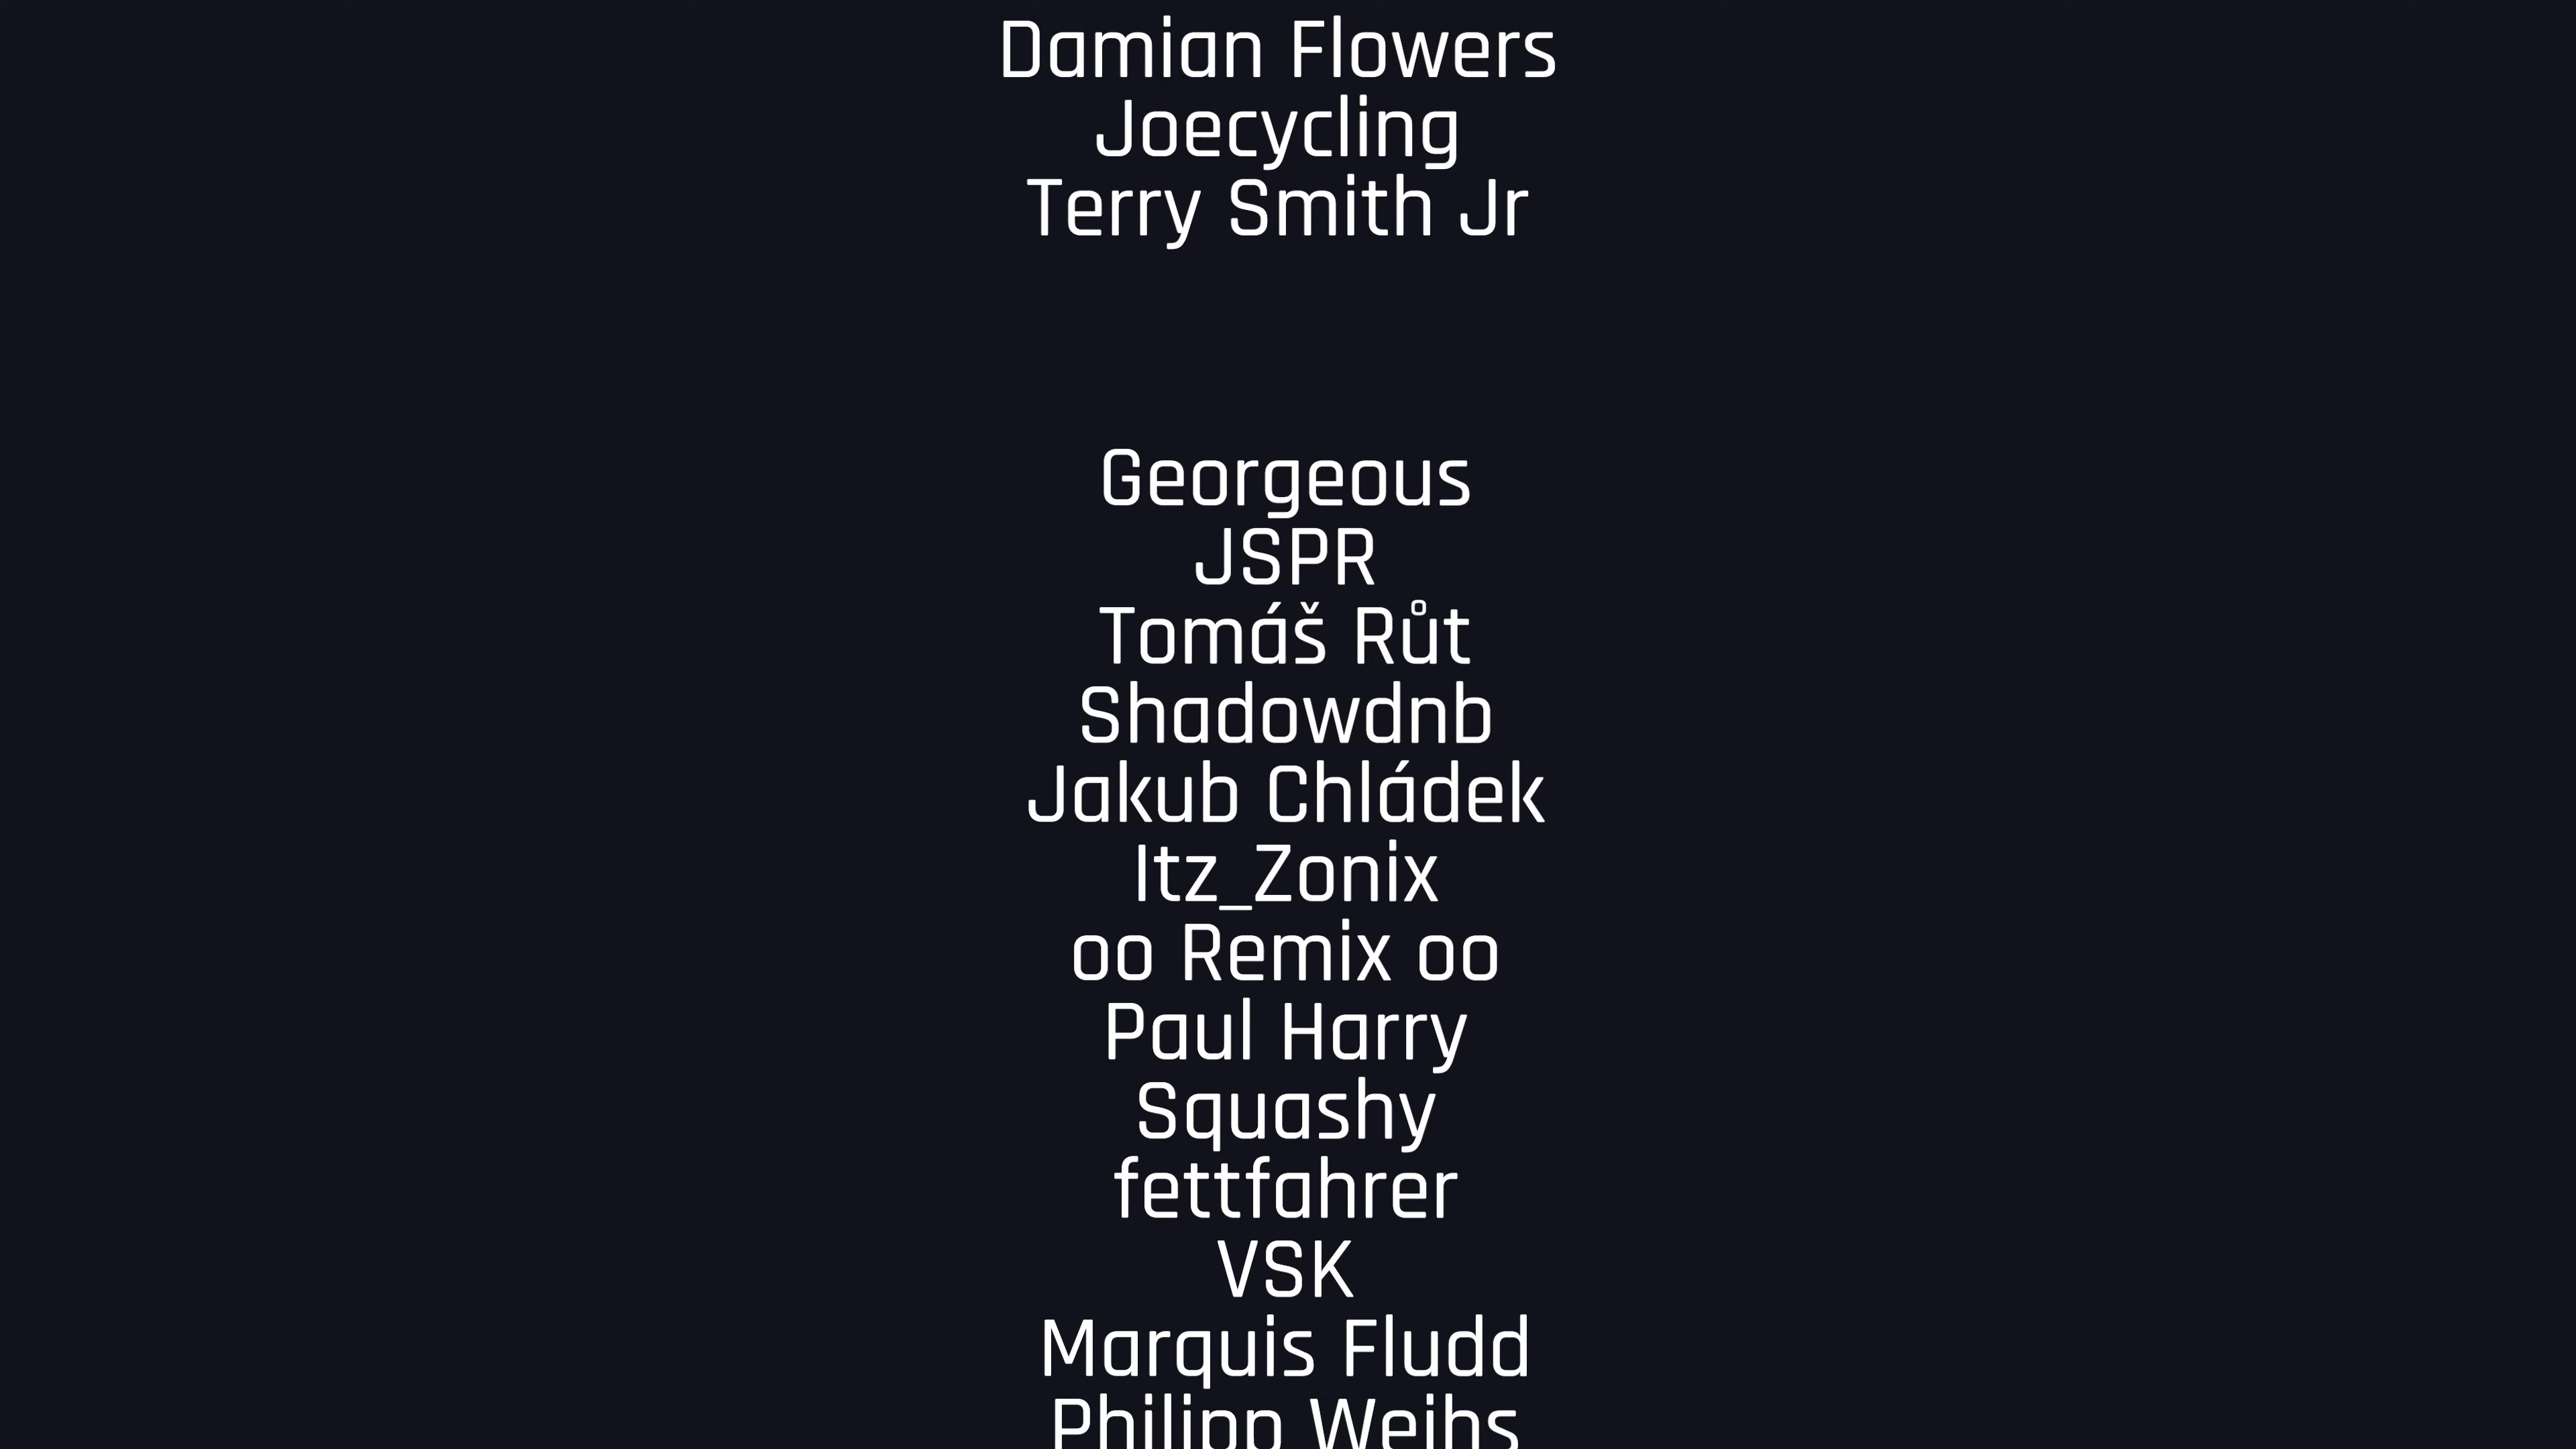 Damian Flowers
Joecycling
Terry Smith Jr
Georgeous
JSPR
Tomáš Růt
Shadowdnb
Jakub Chládek
Itz_Zonix
oo Remix oo
Paul Harry
Squashy
fettfahrer
VSK
Marquis Fludd
Philipp Weihs